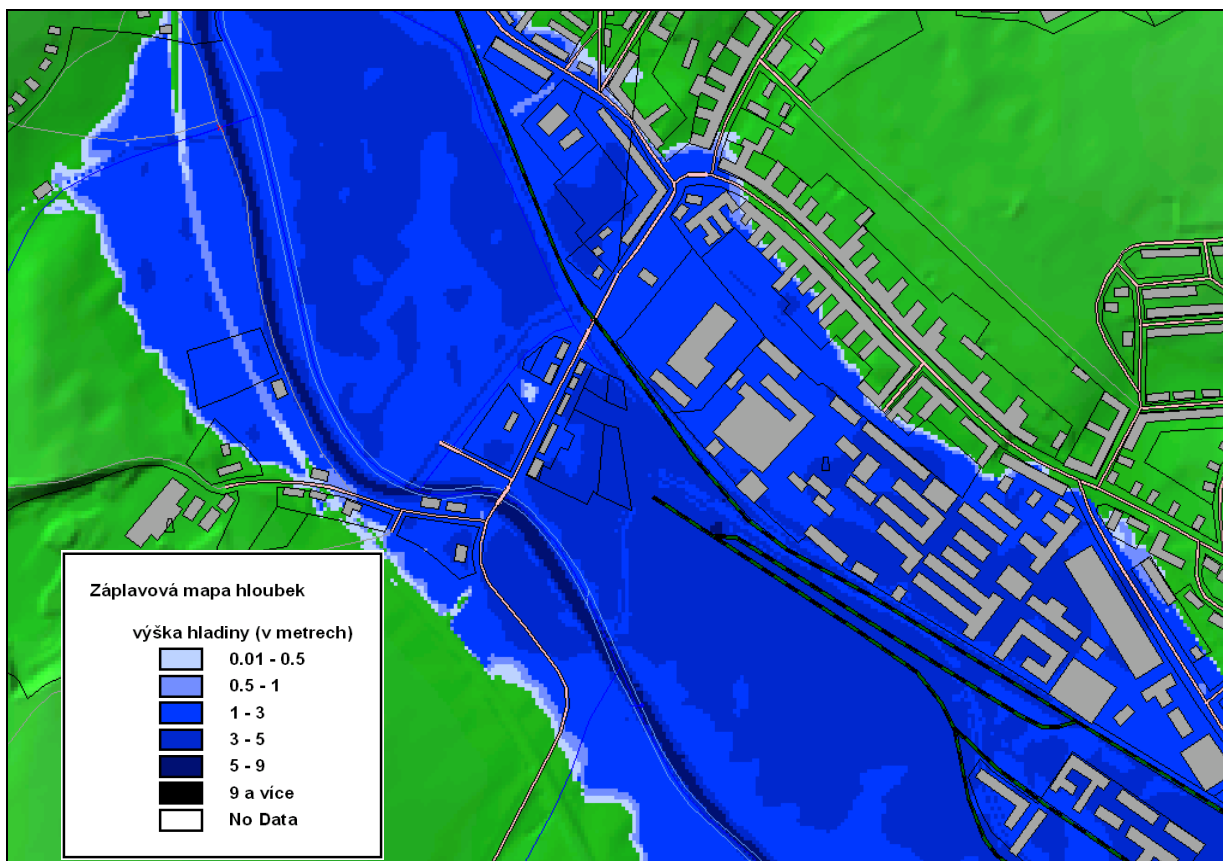 Záplavová mapa hloubek
výška hladiny (v metrech)
0.01 - 0.5
0.5 - 1
1 - 3
3 - 5
5 - 9
9 a více
No Data